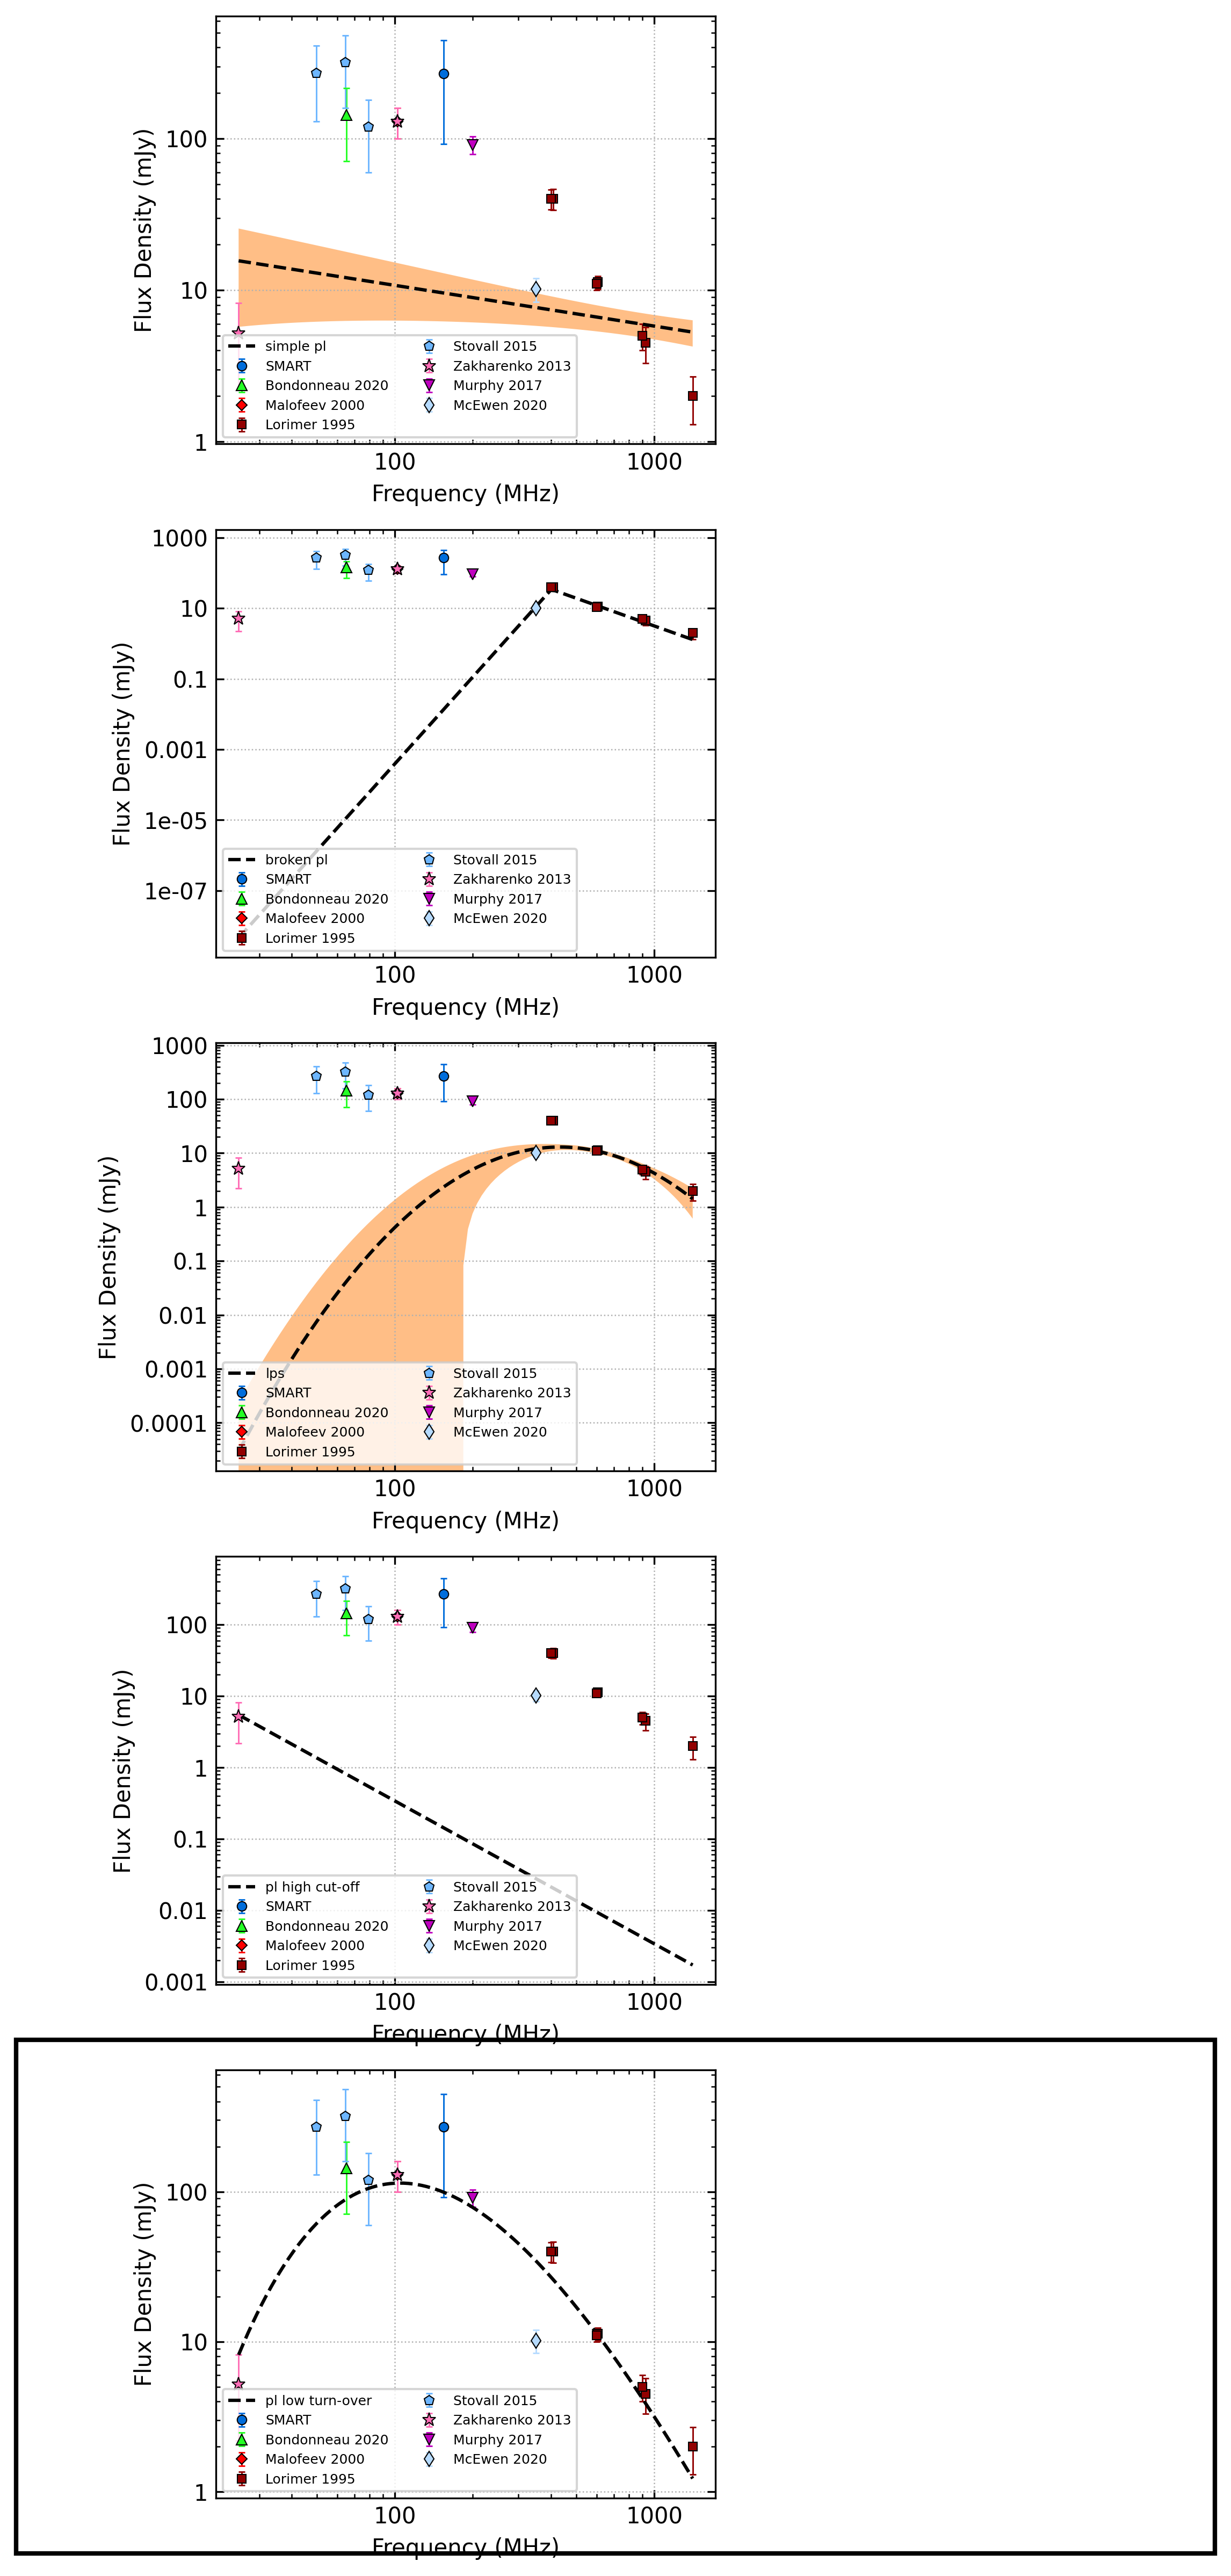 100
10
1
Flux Density (mJy)
simple pl
SMART
Bondonneau 2020
Malofeev 2000
Lorimer 1995
Stovall 2015
Zakharenko 2013
Murphy 2017
McEwen 2020
100 1000
Frequency (MHz)
1000
10
0.1
0.001
1e-05
1e-07
Flux Density (mJy)
broken pl
SMART
Bondonneau 2020
Malofeev 2000
Lorimer 1995
Stovall 2015
Zakharenko 2013
Murphy 2017
McEwen 2020
100 1000
Frequency (MHz)
1000
100
10
1
0.1
0.01
0.001
0.0001
Flux Density (mJy)
lps
SMART
Bondonneau 2020
Malofeev 2000
Lorimer 1995
Stovall 2015
Zakharenko 2013
Murphy 2017
McEwen 2020
100 1000
Frequency (MHz)
100
10
1
0.1
0.01
0.001
Flux Density (mJy)
pl high cut-off
SMART
Bondonneau 2020
Malofeev 2000
Lorimer 1995
Stovall 2015
Zakharenko 2013
Murphy 2017
McEwen 2020
100 1000
Frequency (MHz)
100
10
1
Flux Density (mJy)
pl low turn-over
SMART
Bondonneau 2020
Malofeev 2000
Lorimer 1995
Stovall 2015
Zakharenko 2013
Murphy 2017
McEwen 2020
100 1000
Frequency (MHz)